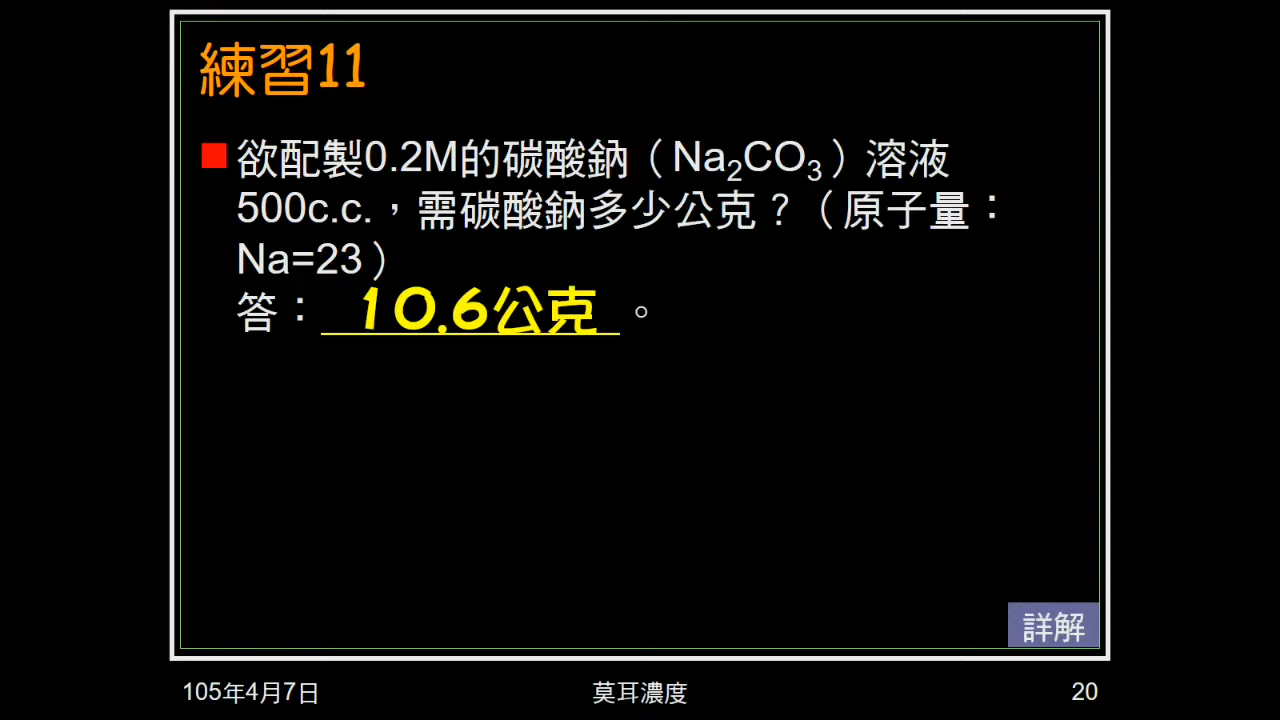 練習11
欲配製0.2M的碳酸鈉（Na₂CO₃）溶液
500c.c.，需碳酸鈉多少公克？（原子量：
Na=23）
答：10.6公克。
詳解
105年4月7日
莫耳濃度
20